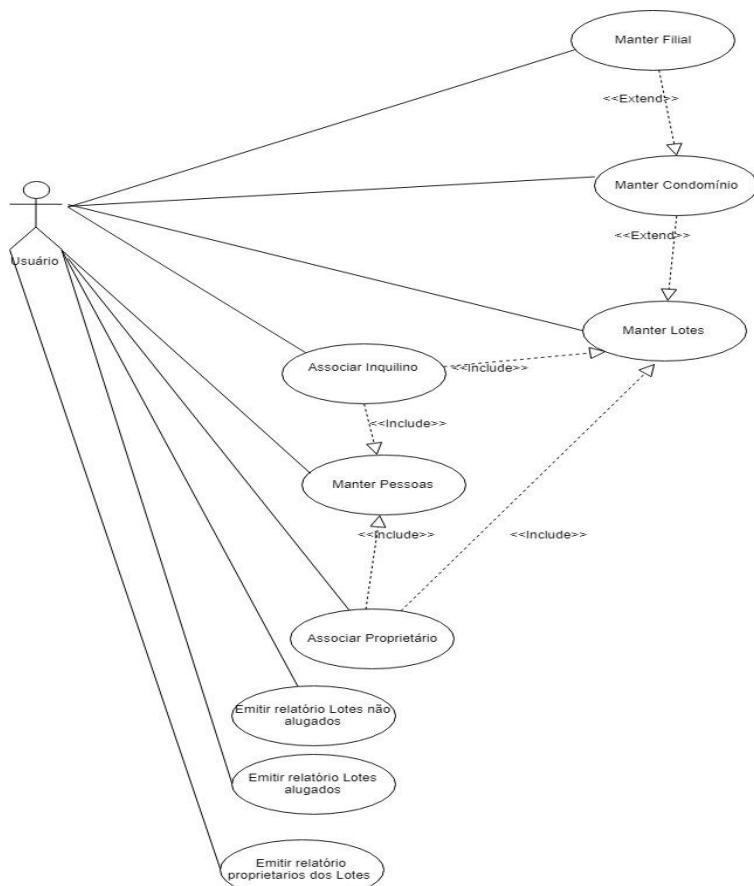 Manter Filial
<<Extend>>
Manter Condomínio
<<Extend>>
Usuário
Manter Lotes
Associar Inquilino
<<Include>>
<<Include>>
Manter Pessoas
<<Include>>
<<Include>>
Associar Proprietário
Emitir relatório Lotes não
alugados
Emitir relatório Lotes
alugados
Emitir relatório
proprietarios dos Lotes